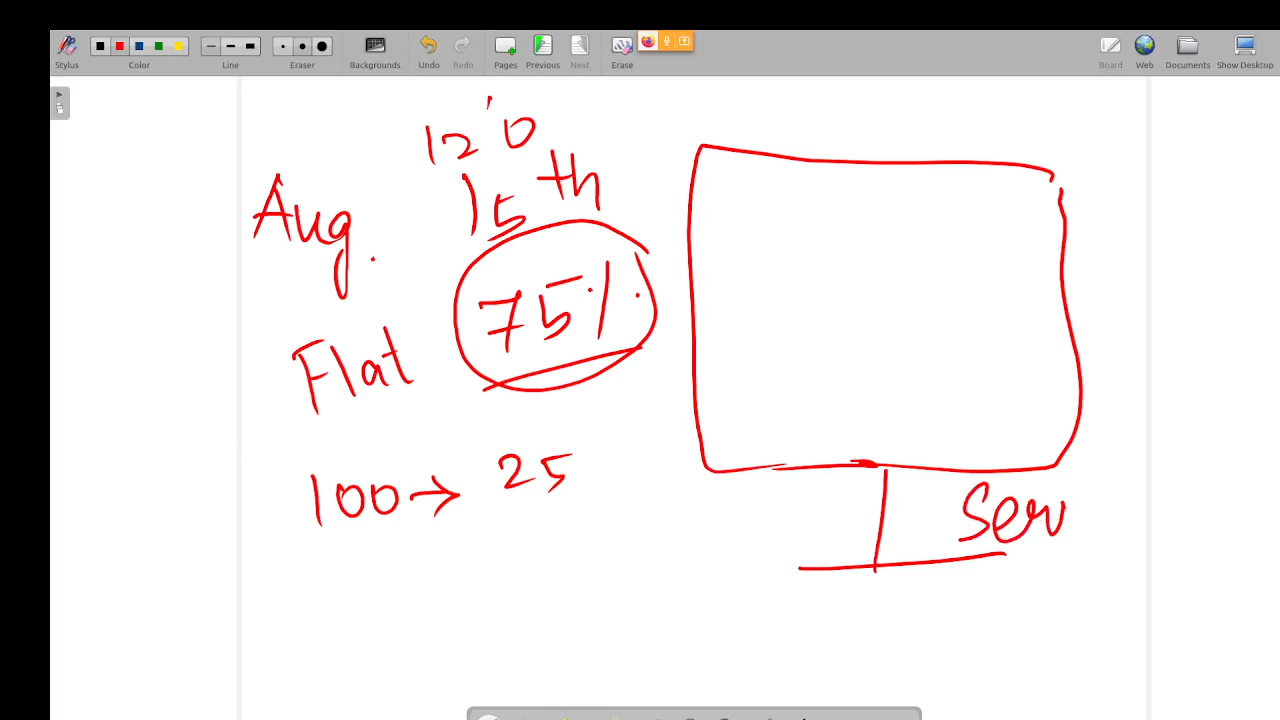 Stylus Color Line Eraser Backgrounds Undo Redo Pages Previous Next Erase Board Web Documents Show Desktop
12'0
Aug. 15th
Flat 75%
100→ 25
Serv